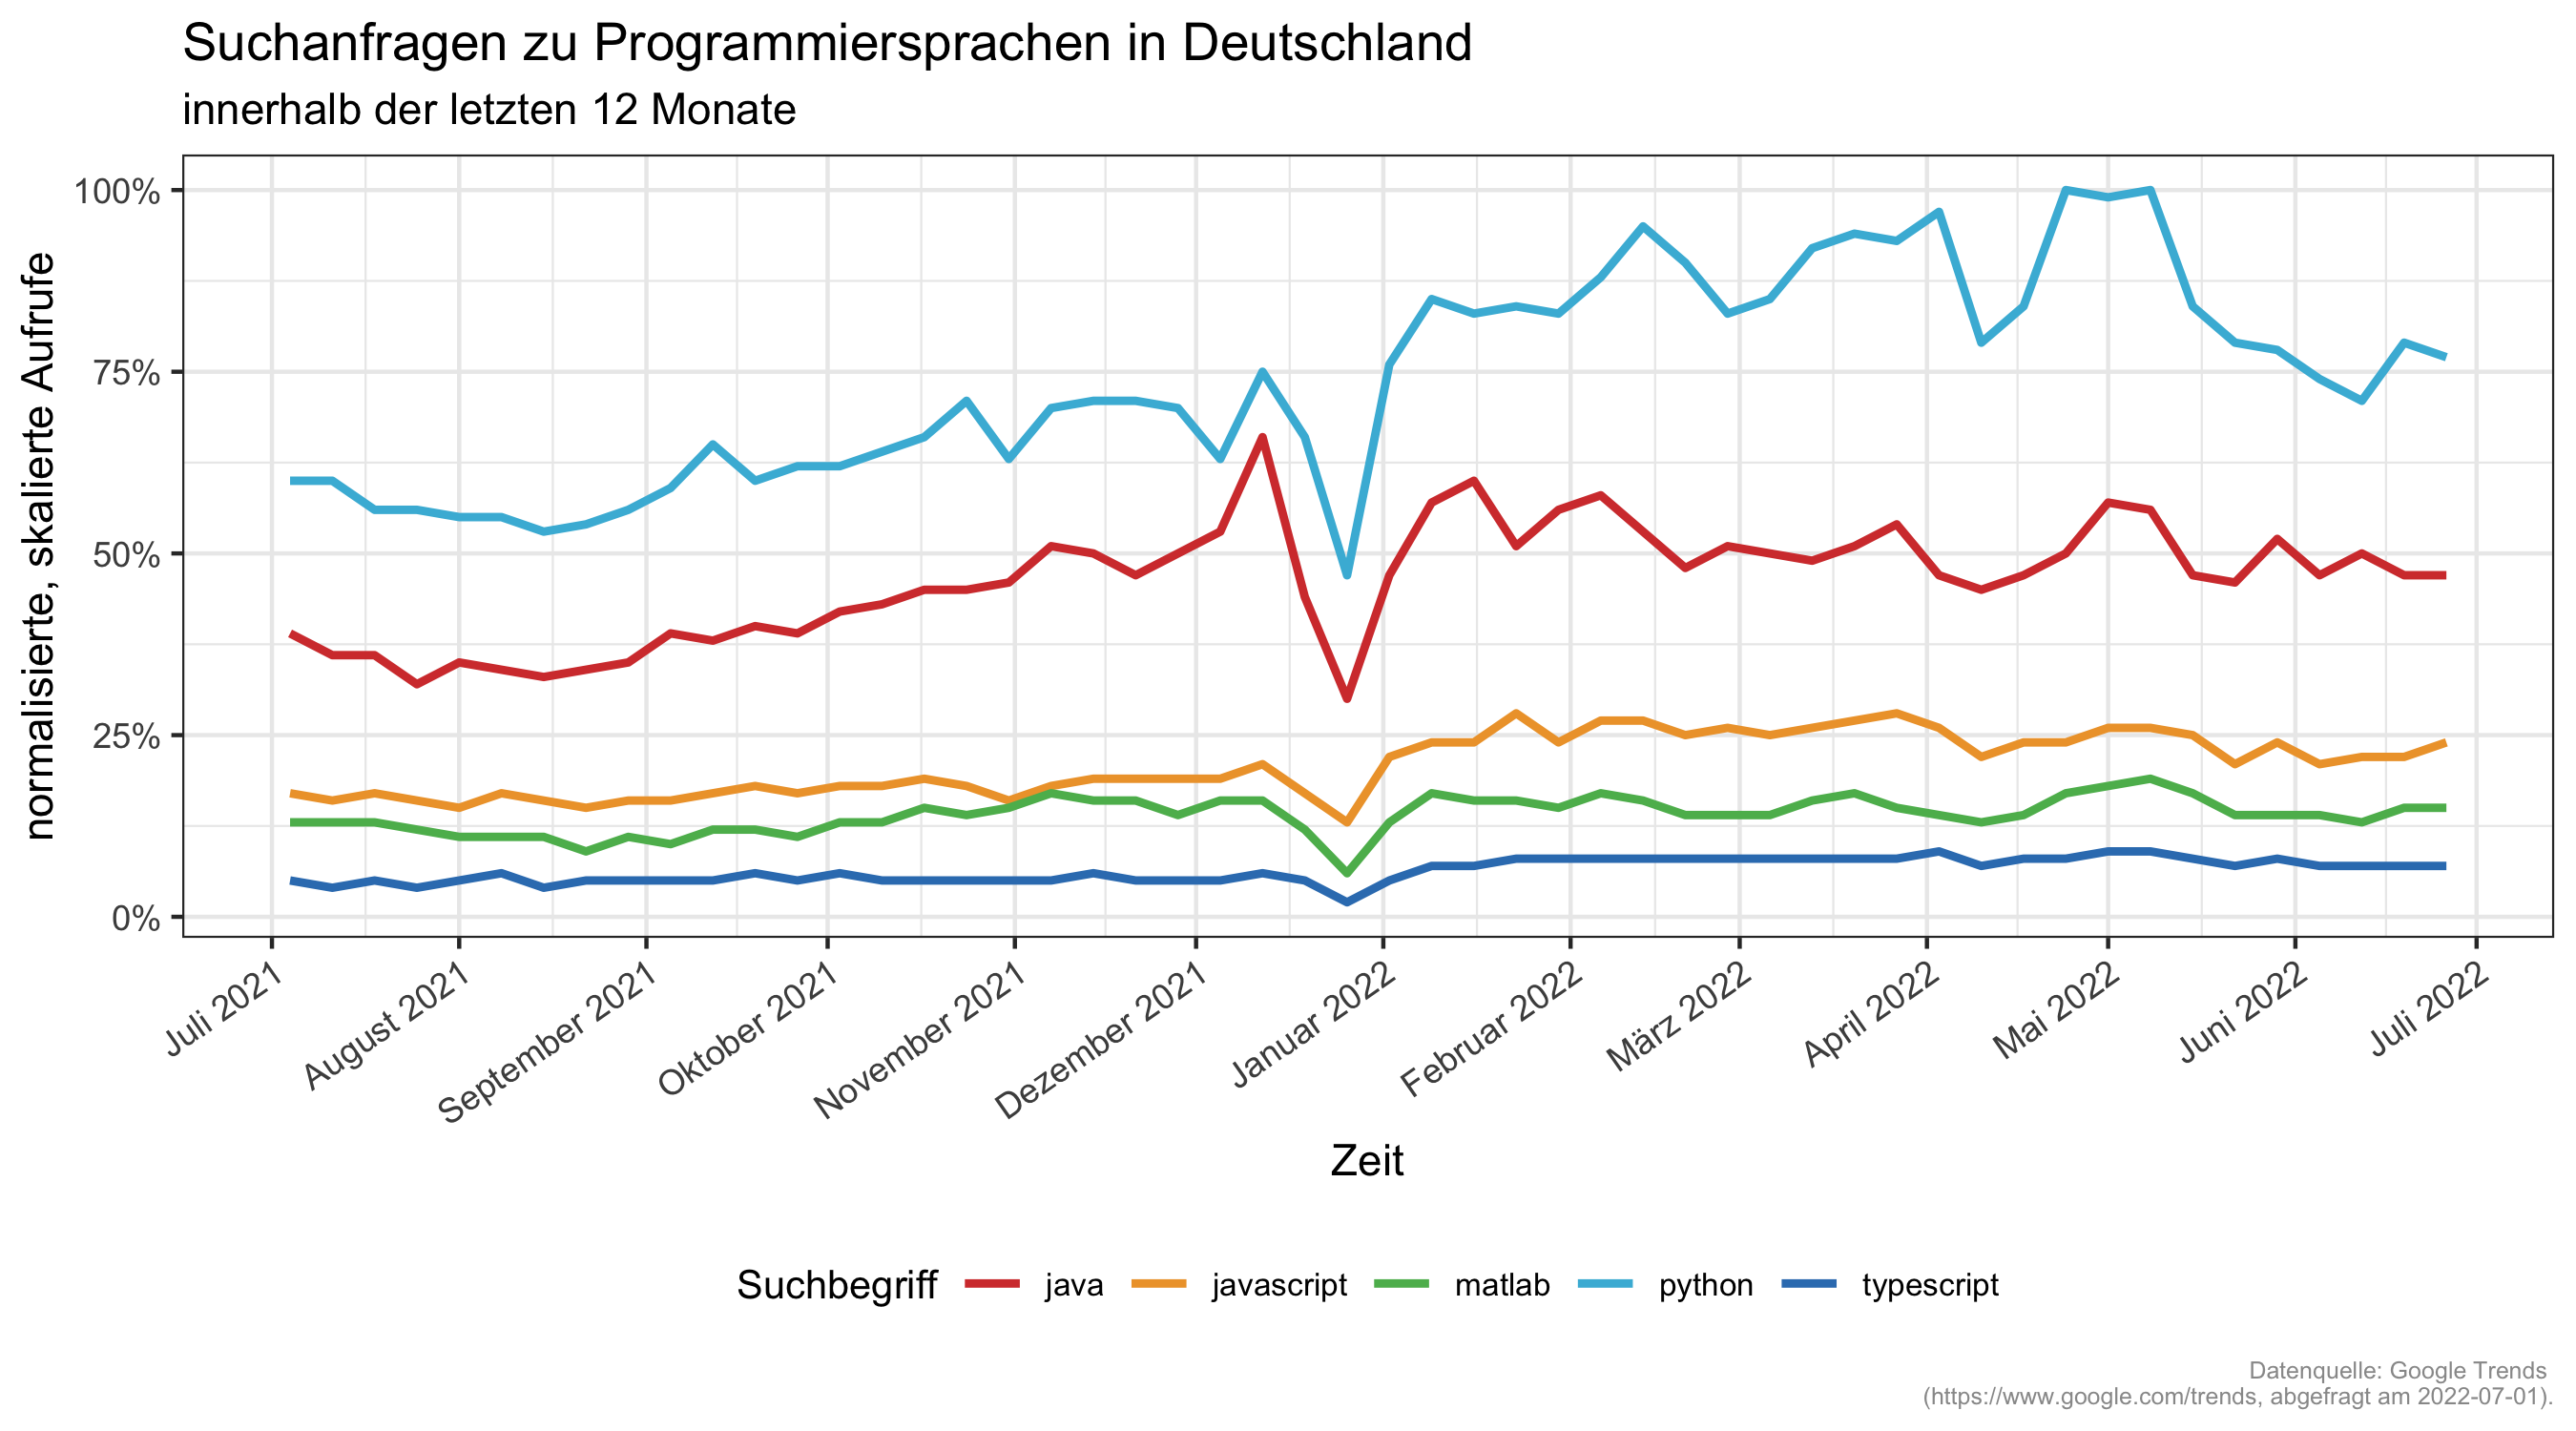 Suchanfragen zu Programmiersprachen in Deutschland
innerhalb der letzten 12 Monate
normalisierte, skalierte Aufrufe
100%
75%
50%
25%
0%
Juli 2021
August 2021
September 2021
Oktober 2021
November 2021
Dezember 2021
Januar 2022
Februar 2022
März 2022
April 2022
Mai 2022
Juni 2022
Juli 2022
Zeit
Suchbegriff java javascript matlab python typescript
Datenquelle: Google Trends
(https://www.google.com/trends, abgefragt am 2022-07-01).